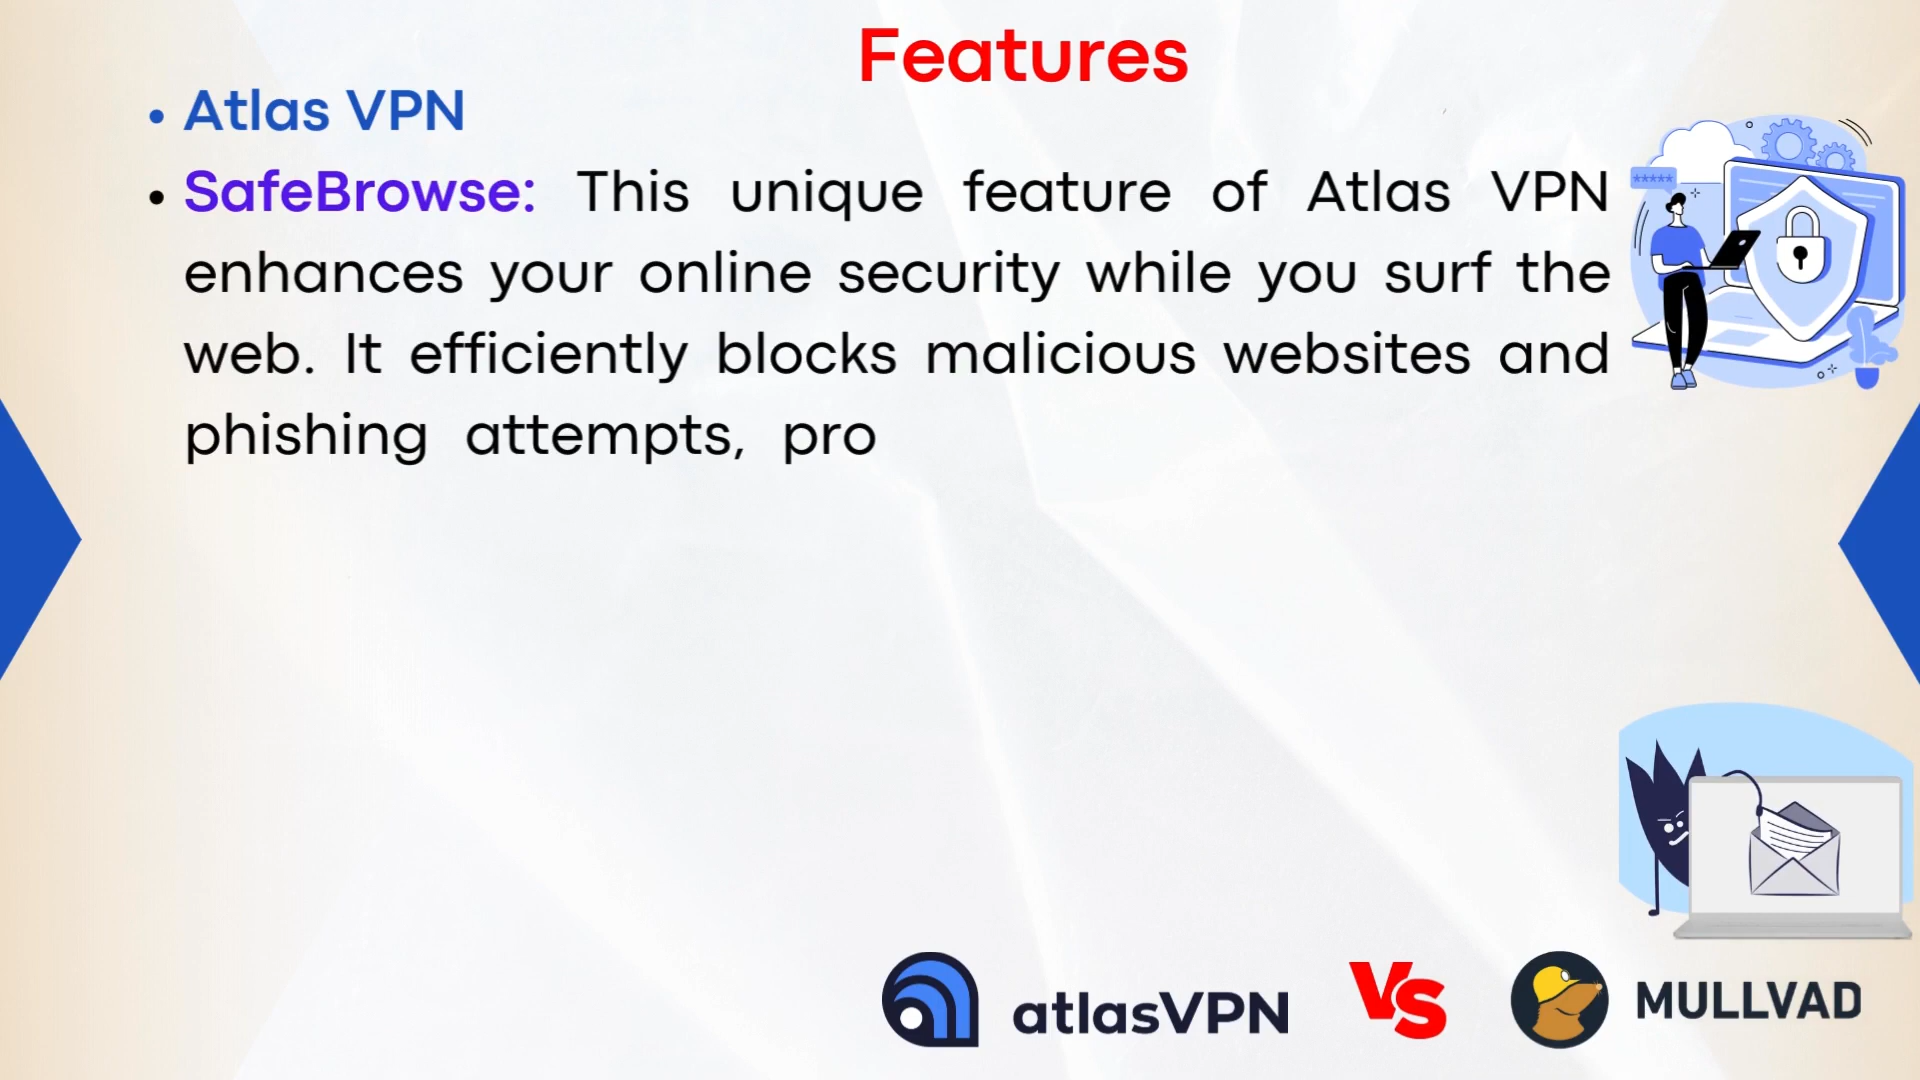 Features
• Atlas VPN
• SafeBrowse: This unique feature of Atlas VPN
enhances your online security while you surf the
web. It efficiently blocks malicious websites and
phishing attempts, pro
*****
atlasVPN VS MULLVAD